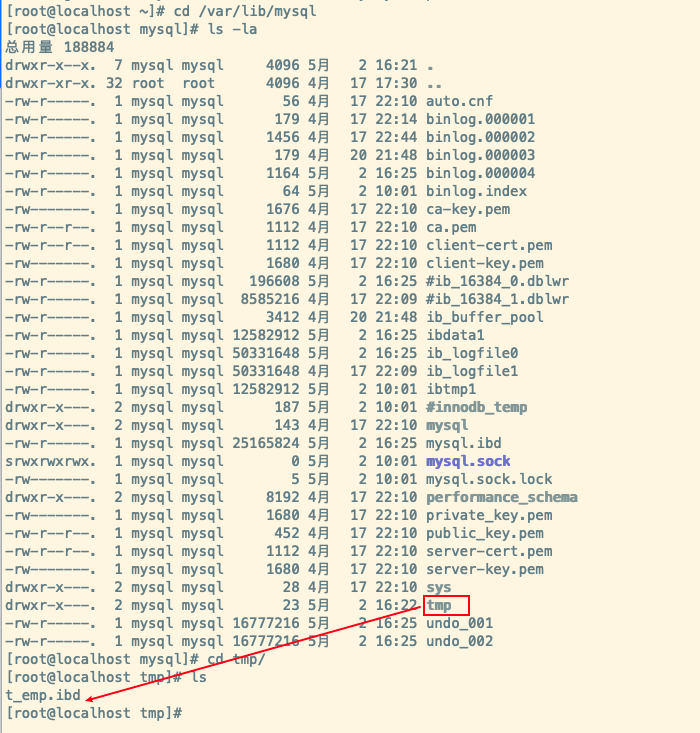 [root@localhost ~]# cd /var/lib/mysql
[root@localhost mysql]# ls -la
总用量 188884
drwxr-x--x.  7 mysql mysql     4096 5月   2 16:21 .
drwxr-xr-x. 32 root  root      4096 4月  17 17:30 ..
-rw-r-----.  1 mysql mysql       56 4月  17 22:10 auto.cnf
-rw-r-----.  1 mysql mysql      179 4月  17 22:14 binlog.000001
-rw-r-----.  1 mysql mysql     1456 4月  17 22:44 binlog.000002
-rw-r-----.  1 mysql mysql      179 4月  20 21:48 binlog.000003
-rw-r-----.  1 mysql mysql     1164 5月   2 16:25 binlog.000004
-rw-r-----.  1 mysql mysql       64 5月   2 10:01 binlog.index
-rw-------.  1 mysql mysql     1676 4月  17 22:10 ca-key.pem
-rw-r--r--.  1 mysql mysql     1112 4月  17 22:10 ca.pem
-rw-r--r--.  1 mysql mysql     1112 4月  17 22:10 client-cert.pem
-rw-------.  1 mysql mysql     1680 4月  17 22:10 client-key.pem
-rw-r-----.  1 mysql mysql   196608 5月   2 16:25 #ib_16384_0.dblwr
-rw-r-----.  1 mysql mysql  8585216 4月  17 22:09 #ib_16384_1.dblwr
-rw-r-----.  1 mysql mysql     3412 4月  20 21:48 ib_buffer_pool
-rw-r-----.  1 mysql mysql 12582912 5月   2 16:25 ibdata1
-rw-r-----.  1 mysql mysql 50331648 5月   2 16:25 ib_logfile0
-rw-r-----.  1 mysql mysql 50331648 4月  17 22:09 ib_logfile1
-rw-r-----.  1 mysql mysql 12582912 5月   2 10:01 ibtmp1
drwxr-x---.  2 mysql mysql      187 5月   2 10:01 #innodb_temp
drwxr-x---.  2 mysql mysql      143 4月  17 22:10 mysql
-rw-r-----.  1 mysql mysql 25165824 5月   2 16:25 mysql.ibd
srwxrwxrwx.  1 mysql mysql        0 5月   2 10:01 mysql.sock
-rw-------.  1 mysql mysql        5 5月   2 10:01 mysql.sock.lock
drwxr-x---.  2 mysql mysql     8192 4月  17 22:10 performance_schema
-rw-------.  1 mysql mysql     1680 4月  17 22:10 private_key.pem
-rw-r--r--.  1 mysql mysql      452 4月  17 22:10 public_key.pem
-rw-r--r--.  1 mysql mysql     1112 4月  17 22:10 server-cert.pem
-rw-------.  1 mysql mysql     1680 4月  17 22:10 server-key.pem
drwxr-x---.  2 mysql mysql       28 4月  17 22:10 sys
drwxr-x---.  2 mysql mysql       23 5月   2 16:22 tmp
-rw-r-----.  1 mysql mysql 16777216 5月   2 16:25 undo_001
-rw-r-----.  1 mysql mysql 16777216 5月   2 16:25 undo_002
[root@localhost mysql]# cd tmp/
[root@localhost tmp]# ls
t_emp.ibd
[root@localhost tmp]#